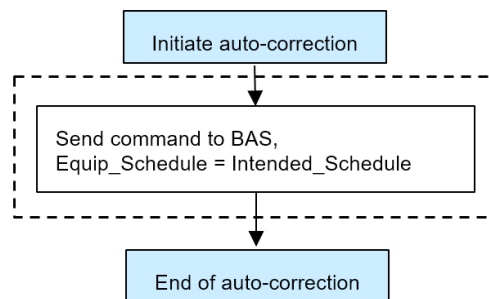 Initiate auto-correction
Send command to BAS,
Equip_Schedule = Intended_Schedule
End of auto-correction